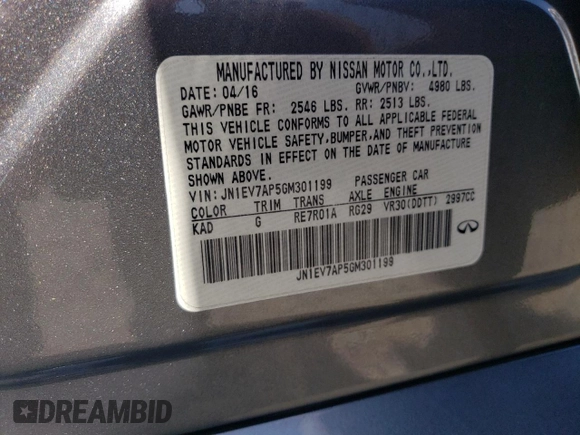 MANUFACTURED BY NISSAN MOTOR CO.,LTD.
DATE: 04/16 GVWR/PNBV: 4980 LBS.
GAWR/PNBE FR: 2546 LBS. RR: 2513 LBS.
THIS VEHICLE CONFORMS TO ALL APPLICABLE FEDERAL
MOTOR VEHICLE SAFETY,BUMPER,AND THEFT PREVENTION
STANDARDS IN EFFECT ON THE DATE OF MANUFACTURE
SHOWN ABOVE.
VIN: JN1EV7AP5GM301199 PASSENGER CAR
COLOR TRIM TRANS AXLE ENGINE
KAD G RE7R01A RG29 VR30(DDTT) 2997CC
JN1EV7AP5GM301199
INFINITI
DREAMBID